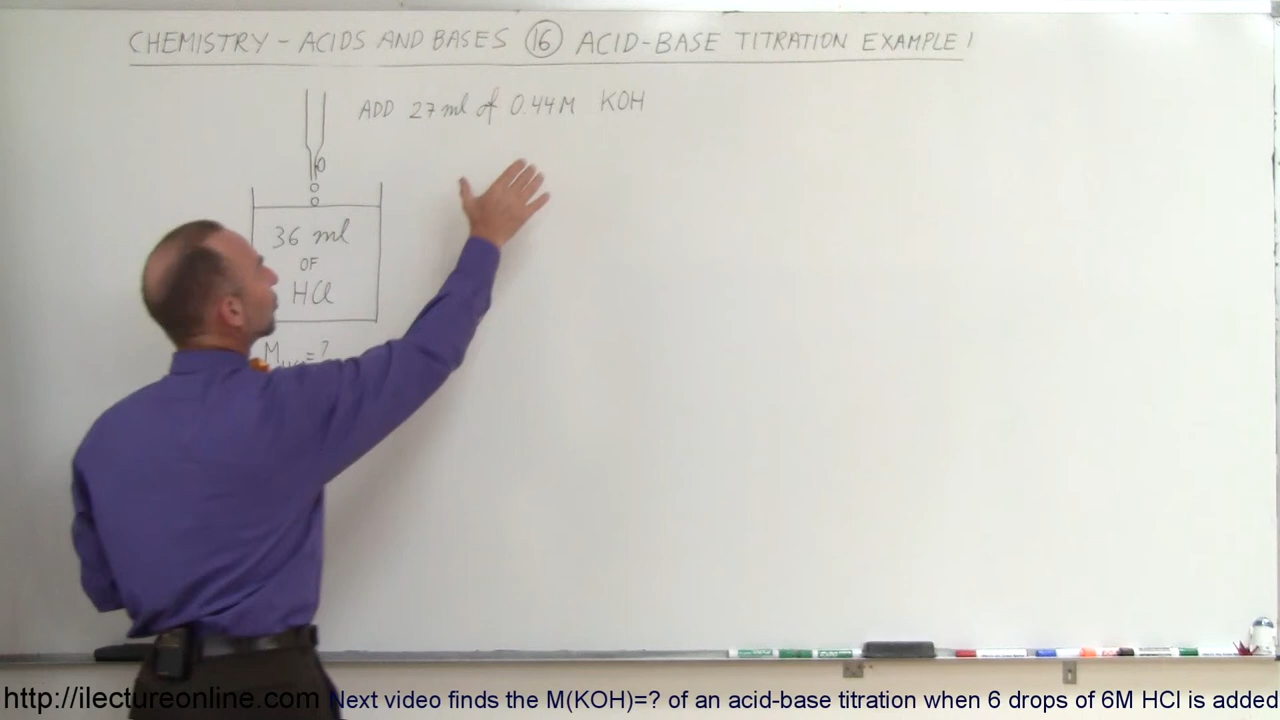 CHEMISTRY - ACIDS AND BASES 16 ACID-BASE TITRATION EXAMPLE 1
ADD 27 ml of 0.44M KOH
36 ml
OF
HCl
http://ilectureonline.com Next video finds the M(KOH)=? of an acid-base titration when 6 drops of 6M HCl is added